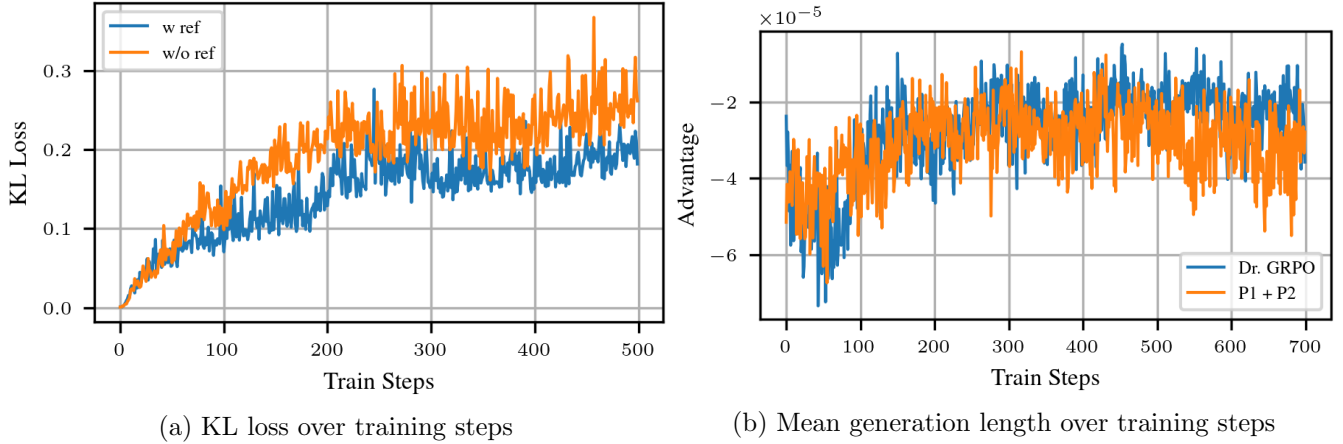 w ref
w/o ref
KL Loss
0.3
0.2
0.1
0.0
0
100
200
300
400
500
Train Steps
(a) KL loss over training steps
×10⁻⁵
Advantage
−2
−4
−6
Dr. GRPO
P1 + P2
0
100
200
300
400
500
600
700
Train Steps
(b) Mean generation length over training steps